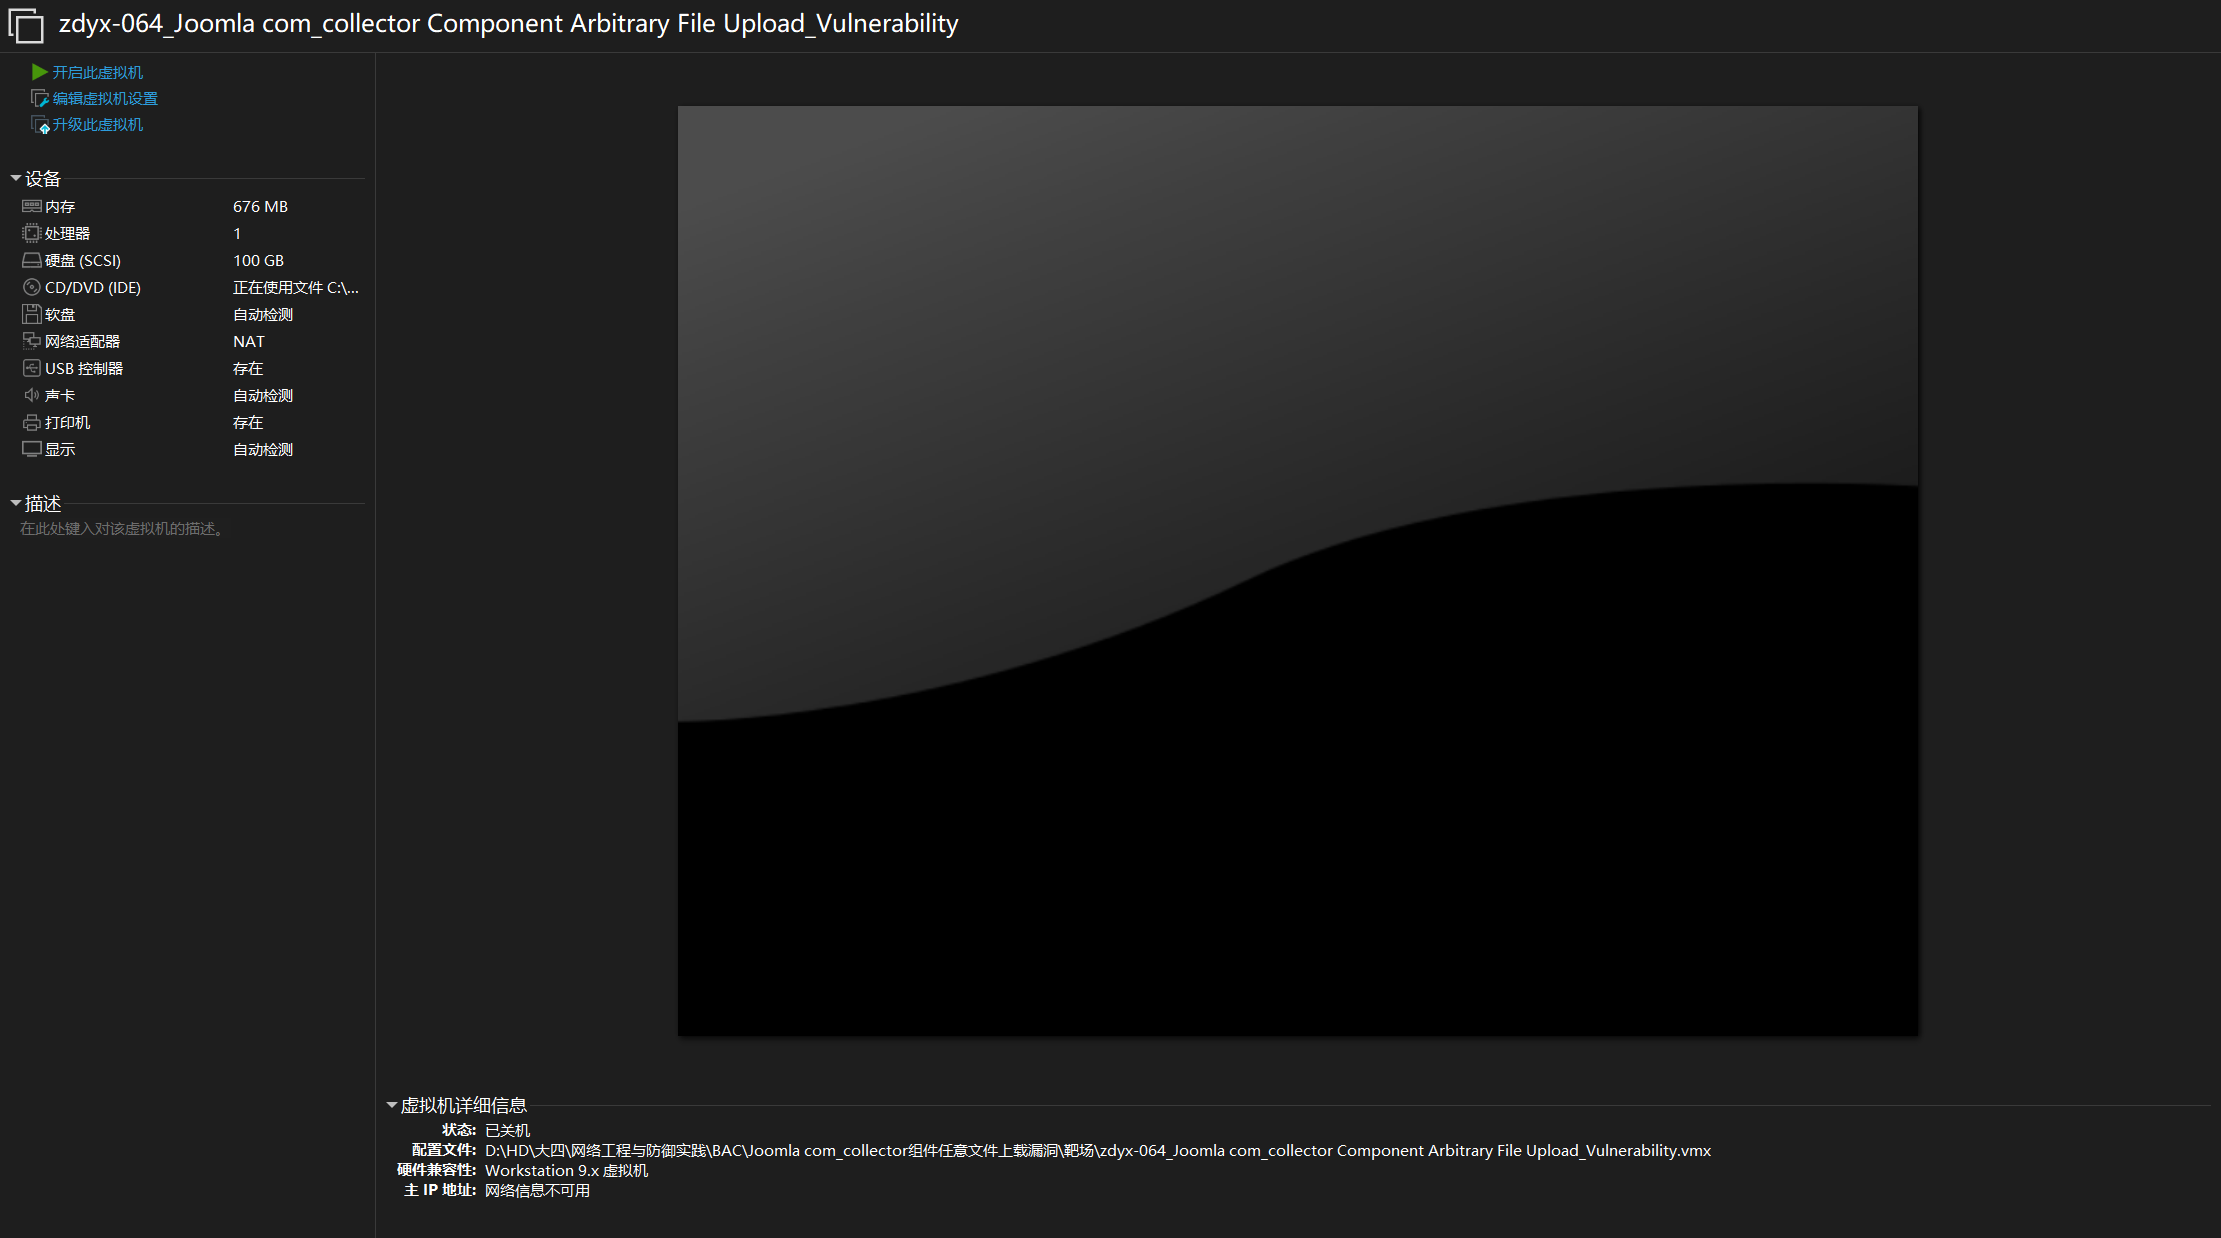 zdyx-064_Joomla com_collector Component Arbitrary File Upload_Vulnerability
开启此虚拟机
编辑虚拟机设置
升级此虚拟机
设备
内存 676 MB
处理器 1
硬盘 (SCSI) 100 GB
CD/DVD (IDE) 正在使用文件 C:\...
软盘 自动检测
网络适配器 NAT
USB 控制器 存在
声卡 自动检测
打印机 存在
显示 自动检测
描述
在此处键入对该虚拟机的描述。
虚拟机详细信息
状态: 已关机
配置文件: D:\HD\大四\网络工程与防御实践\BAC\Joomla com_collector组件任意文件上载漏洞\靶场\zdyx-064_Joomla com_collector Component Arbitrary File Upload_Vulnerability.vmx
硬件兼容性: Workstation 9.x 虚拟机
主 IP 地址: 网络信息不可用